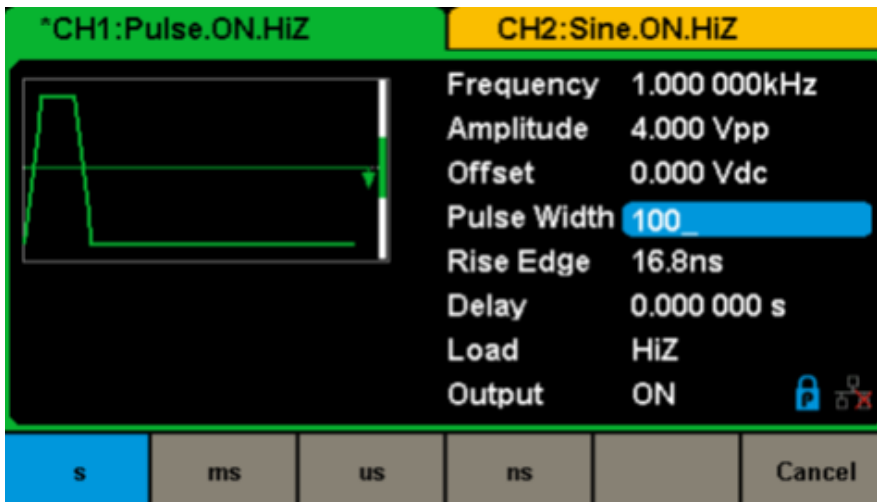 *CH1:Pulse.ON.HiZ CH2:Sine.ON.HiZ
Frequency 1.000 000kHz
Amplitude 4.000 Vpp
Offset 0.000 Vdc
Pulse Width 100_
Rise Edge 16.8ns
Delay 0.000 000 s
Load HiZ
Output ON P
s ms us ns Cancel